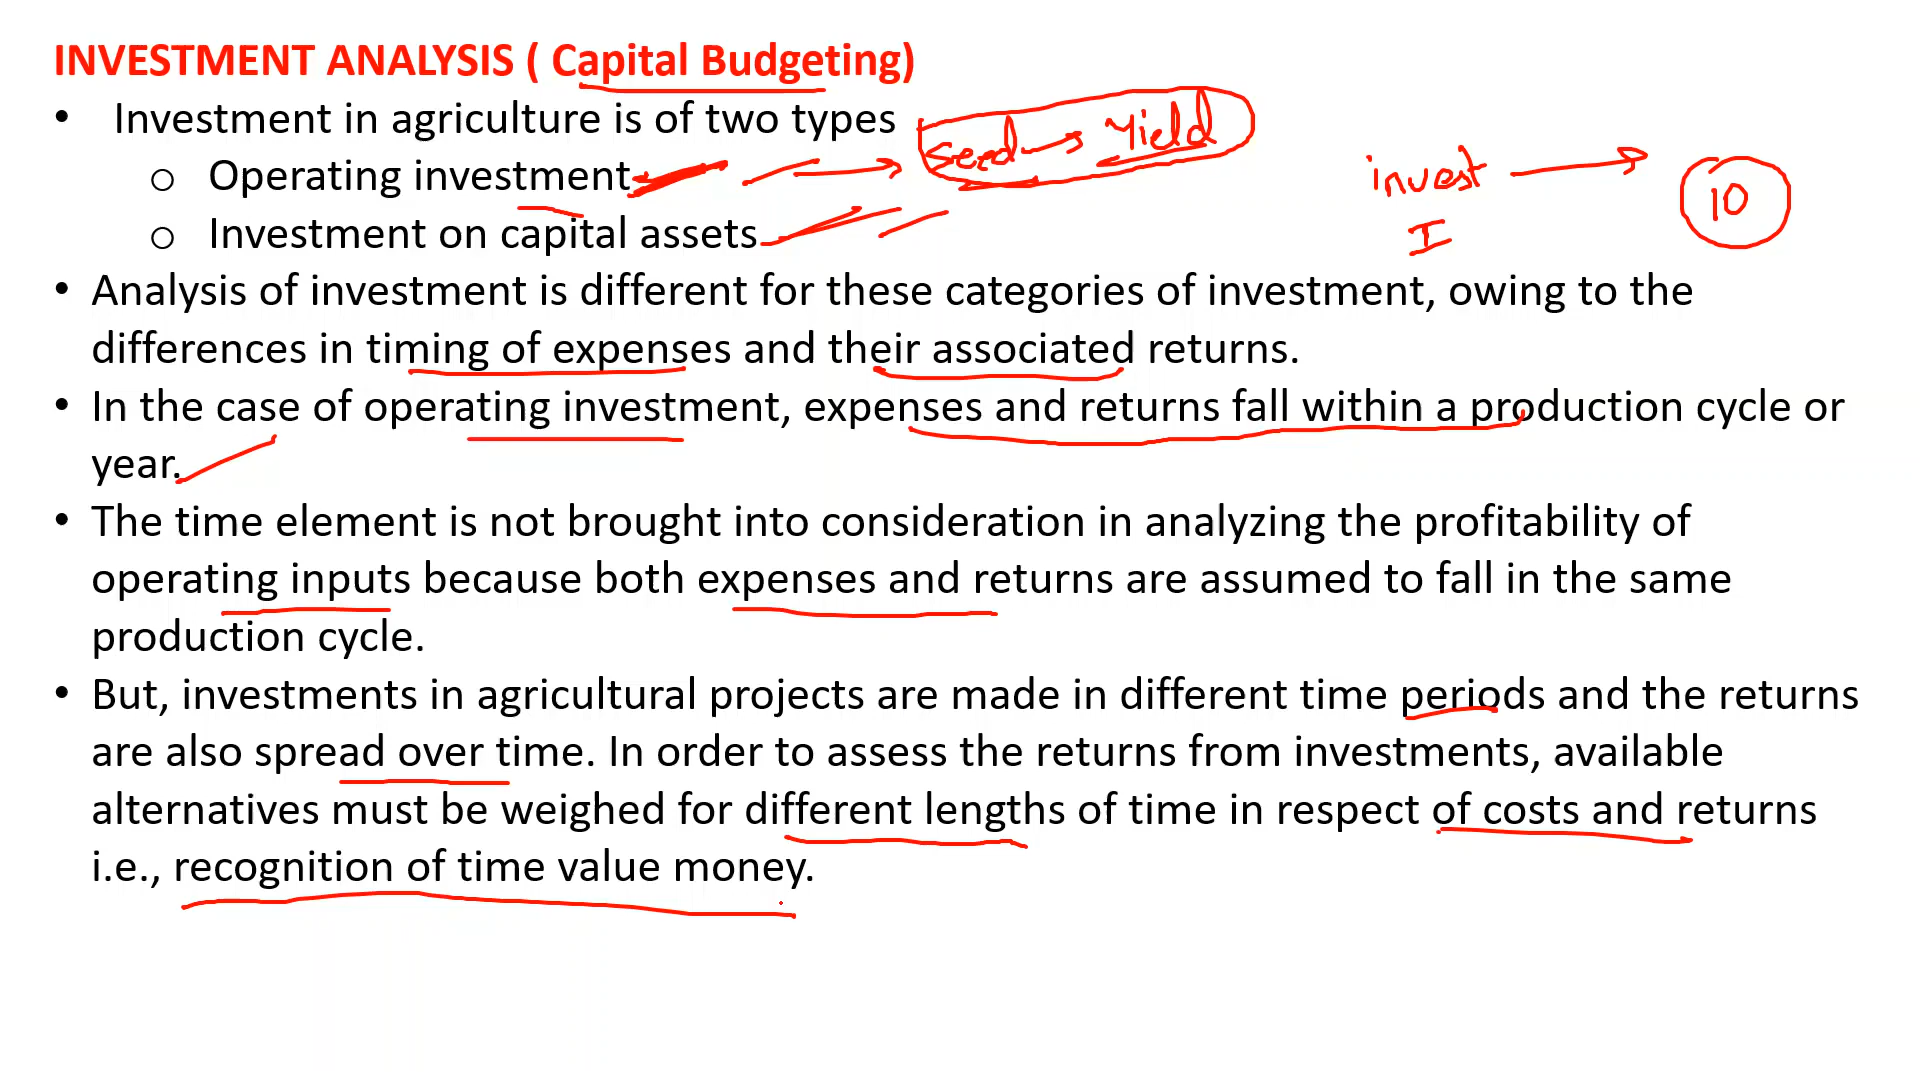 INVESTMENT ANALYSIS ( Capital Budgeting)
• Investment in agriculture is of two types
Seed → Yield
○ Operating investment
invest → 10
I
○ Investment on capital assets
• Analysis of investment is different for these categories of investment, owing to the
differences in timing of expenses and their associated returns.
• In the case of operating investment, expenses and returns fall within a production cycle or
year.
• The time element is not brought into consideration in analyzing the profitability of
operating inputs because both expenses and returns are assumed to fall in the same
production cycle.
• But, investments in agricultural projects are made in different time periods and the returns
are also spread over time. In order to assess the returns from investments, available
alternatives must be weighed for different lengths of time in respect of costs and returns
i.e., recognition of time value money.